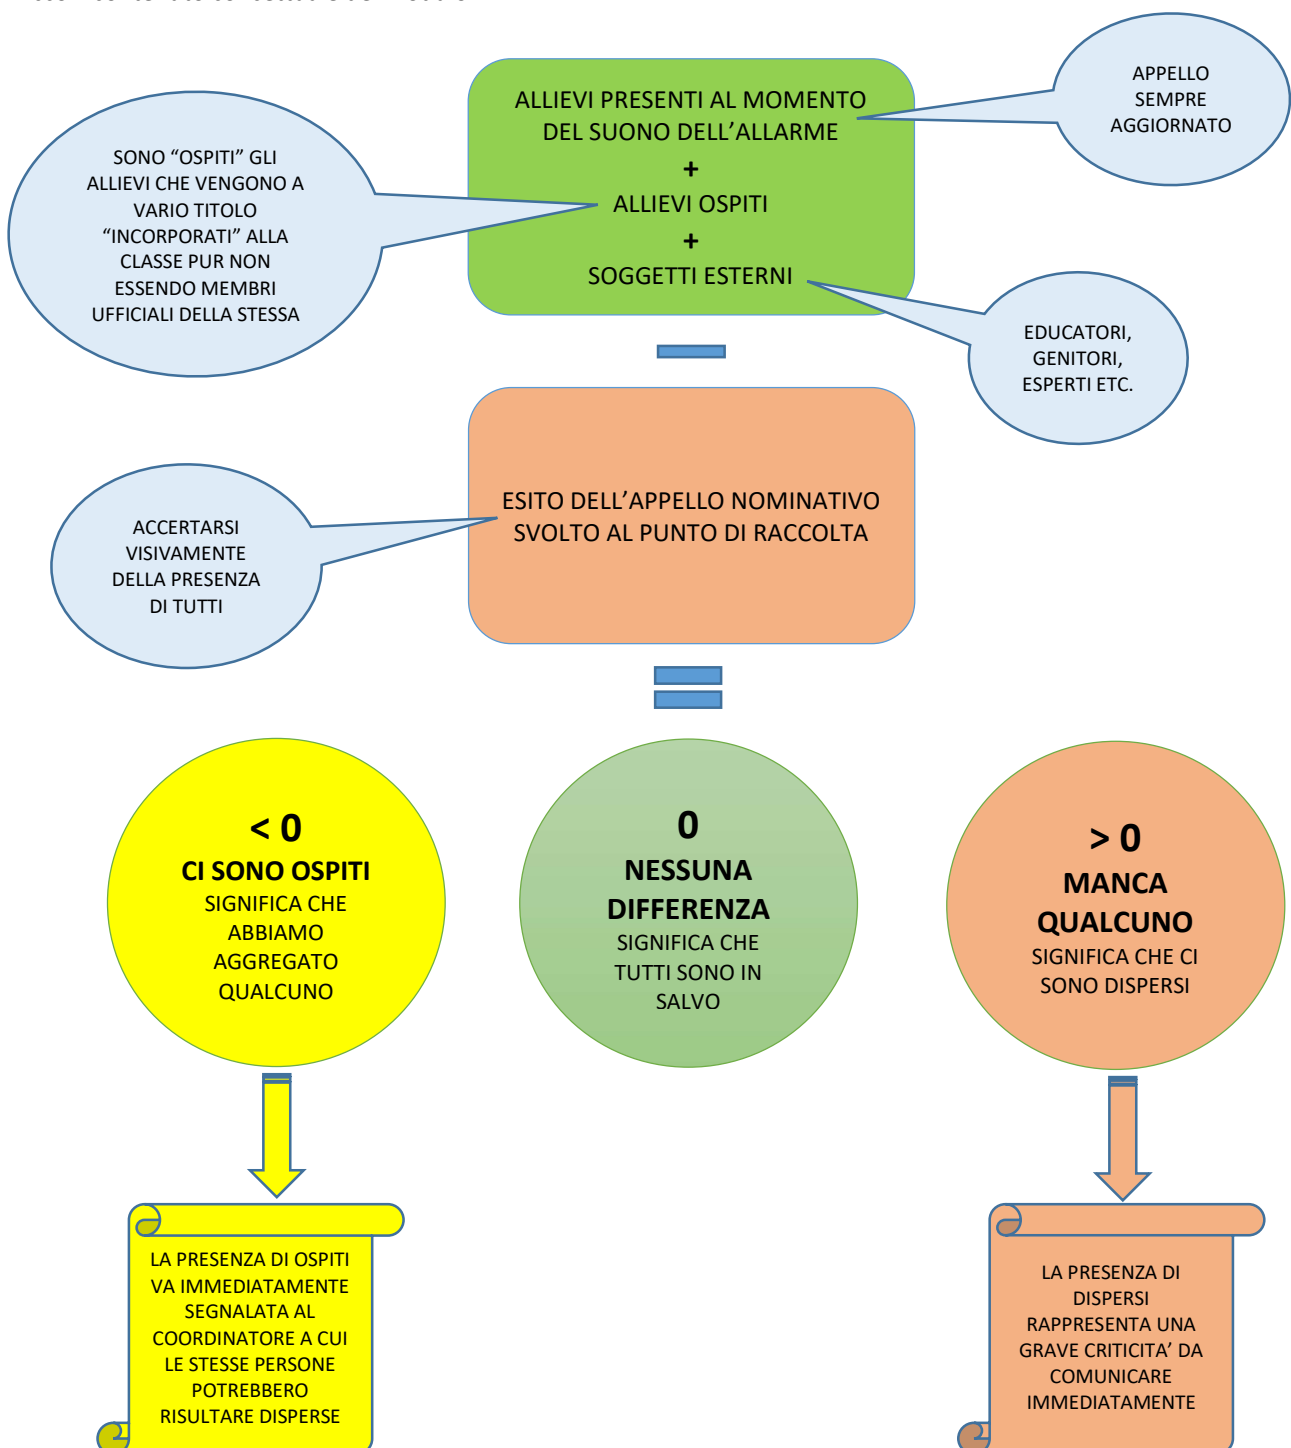 ALLIEVI PRESENTI AL MOMENTO
DEL SUONO DELL’ALLARME
+
ALLIEVI OSPITI
+
SOGGETTI ESTERNI
APPELLO
SEMPRE
AGGIORNATO
SONO “OSPITI” GLI
ALLIEVI CHE VENGONO A
VARIO TITOLO
“INCORPORATI” ALLA
CLASSE PUR NON
ESSENDO MEMBRI
UFFICIALI DELLA STESSA
EDUCATORI,
GENITORI,
ESPERTI ETC.
ESITO DELL’APPELLO NOMINATIVO
SVOLTO AL PUNTO DI RACCOLTA
ACCERTARSI
VISIVAMENTE
DELLA PRESENZA
DI TUTTI
< 0
CI SONO OSPITI
SIGNIFICA CHE
ABBIAMO
AGGREGATO
QUALCUNO
0
NESSUNA
DIFFERENZA
SIGNIFICA CHE
TUTTI SONO IN
SALVO
> 0
MANCA
QUALCUNO
SIGNIFICA CHE CI
SONO DISPERSI
LA PRESENZA DI OSPITI
VA IMMEDIATAMENTE
SEGNALATA AL
COORDINATORE A CUI
LE STESSE PERSONE
POTREBBERO
RISULTARE DISPERSE
LA PRESENZA DI
DISPERSI
RAPPRESENTA UNA
GRAVE CRITICITA’ DA
COMUNICARE
IMMEDIATAMENTE